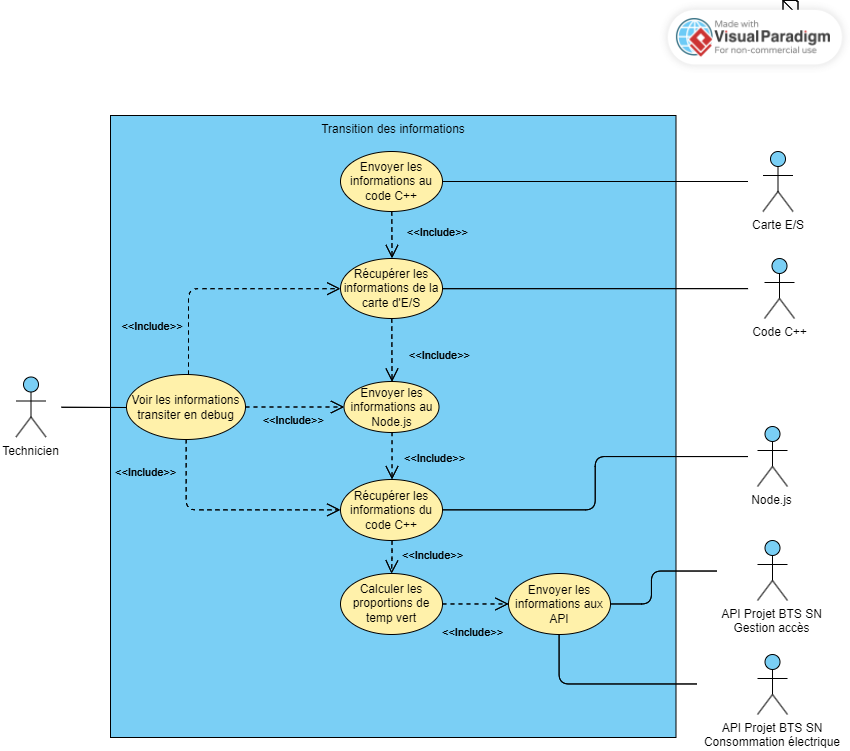 Made with
Visual Paradigm
For non-commercial use
Transition des informations
Envoyer les
informations au
code C++
Carte E/S
<<Include>>
Récupérer les
informations de la
carte d'E/S
Code C++
<<Include>>
<<Include>>
Voir les informations
transiter en debug
Envoyer les
informations au
Node.js
<<Include>>
Technicien
<<Include>>
<<Include>>
Récupérer les
informations du
code C++
Node.js
<<Include>>
Calculer les
proportions de
temp vert
<<Include>>
Envoyer les
informations aux
API
API Projet BTS SN
Gestion accès
API Projet BTS SN
Consommation électrique